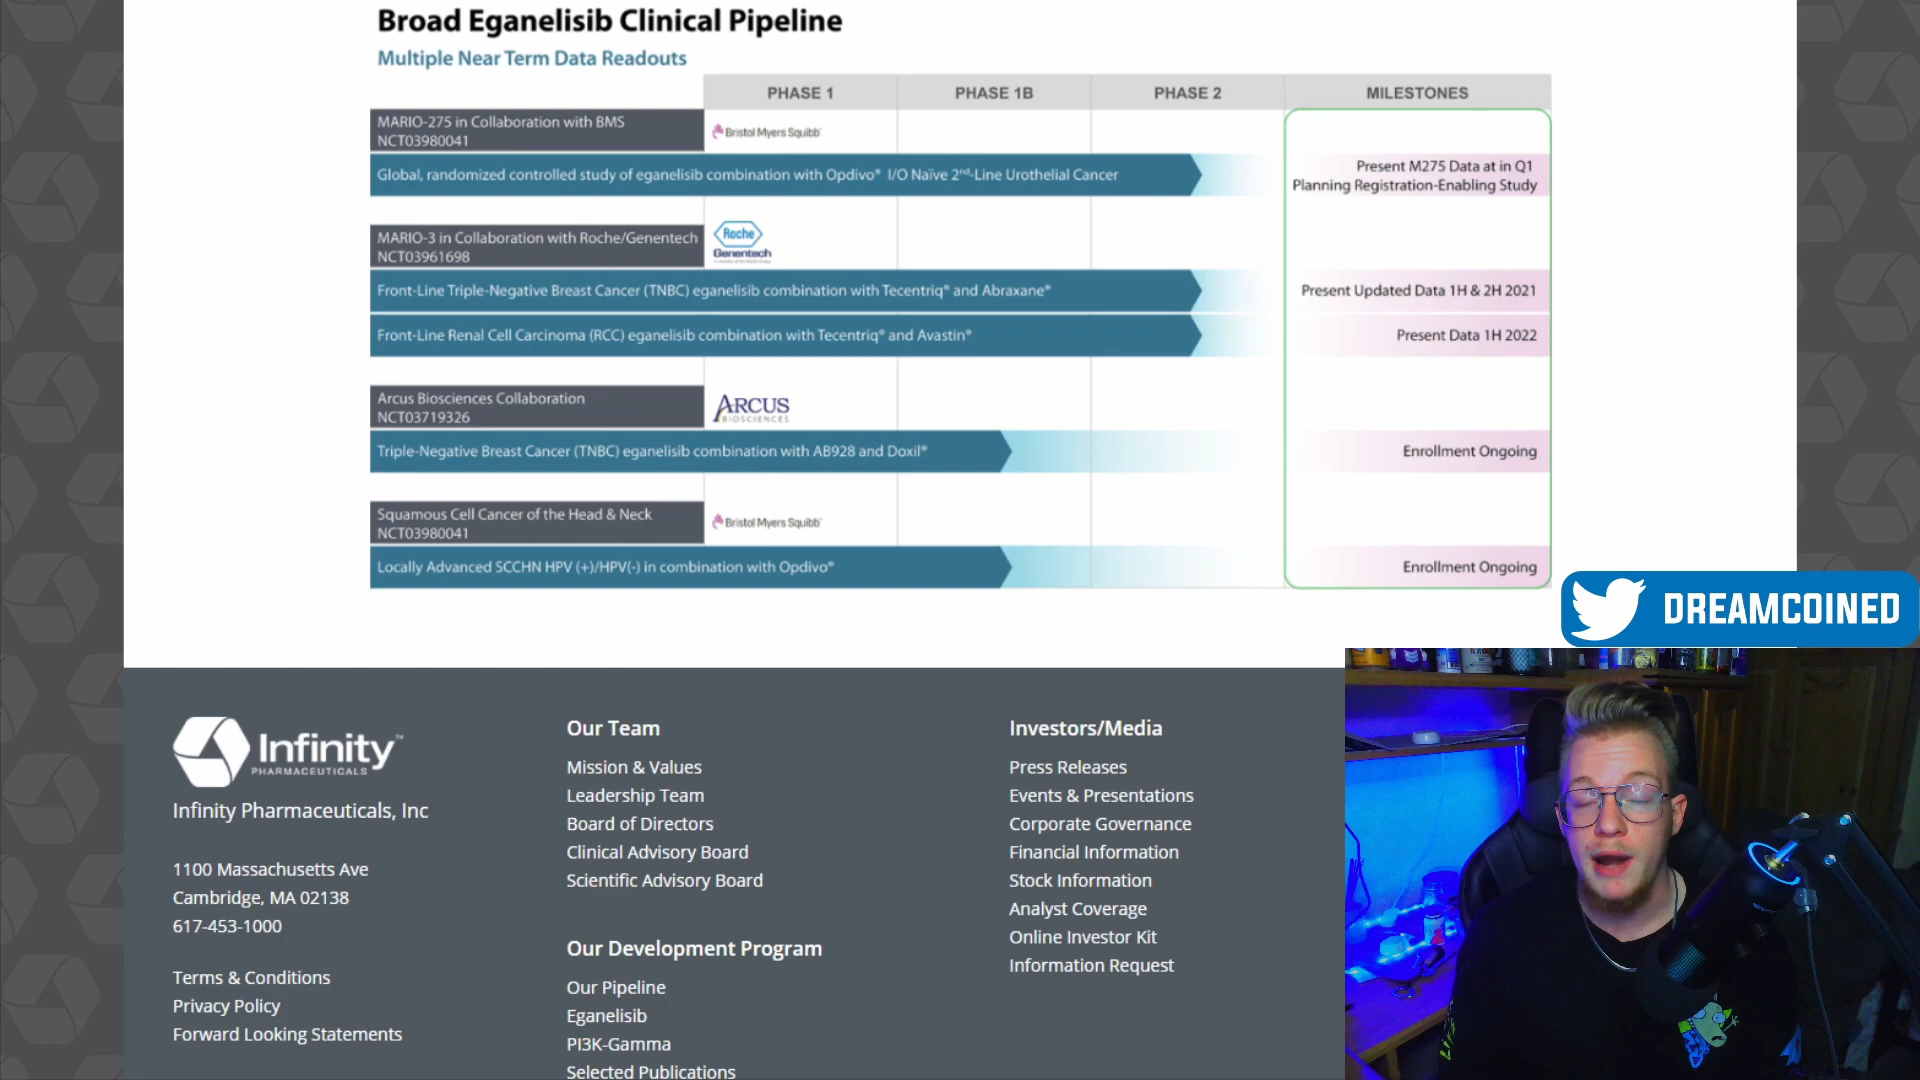 Broad Eganelisib Clinical Pipeline
Multiple Near Term Data Readouts
PHASE 1 PHASE 1B PHASE 2 MILESTONES
MARIO-275 in Collaboration with BMS
NCT03980041
Bristol Myers Squibb
Global, randomized controlled study of eganelisib combination with Opdivo® I/O Naïve 2nd-Line Urothelial Cancer
Present M275 Data at in Q1
Planning Registration-Enabling Study
MARIO-3 in Collaboration with Roche/Genentech
NCT03961698
Roche
Genentech
Front-Line Triple-Negative Breast Cancer (TNBC) eganelisib combination with Tecentriq® and Abraxane®
Present Updated Data 1H & 2H 2021
Front-Line Renal Cell Carcinoma (RCC) eganelisib combination with Tecentriq® and Avastin®
Present Data 1H 2022
Arcus Biosciences Collaboration
NCT03719326
ARCUS
BIOSCIENCES
Triple-Negative Breast Cancer (TNBC) eganelisib combination with AB928 and Doxil®
Enrollment Ongoing
Squamous Cell Cancer of the Head & Neck
NCT03980041
Bristol Myers Squibb
Locally Advanced SCCHN HPV (+)/HPV(-) in combination with Opdivo®
Enrollment Ongoing
DREAMCOINED
Infinity™
PHARMACEUTICALS
Infinity Pharmaceuticals, Inc
1100 Massachusetts Ave
Cambridge, MA 02138
617-453-1000
Terms & Conditions
Privacy Policy
Forward Looking Statements
Our Team
Mission & Values
Leadership Team
Board of Directors
Clinical Advisory Board
Scientific Advisory Board
Our Development Program
Our Pipeline
Eganelisib
PI3K-Gamma
Selected Publications
Investors/Media
Press Releases
Events & Presentations
Corporate Governance
Financial Information
Stock Information
Analyst Coverage
Online Investor Kit
Information Request